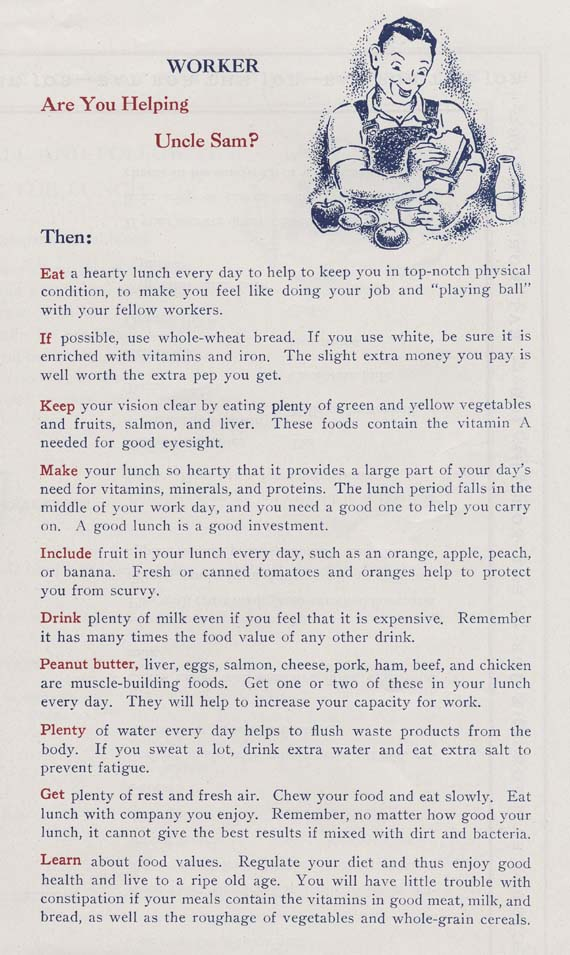 WORKER
Are You Helping
Uncle Sam?
Then:
Eat a hearty lunch every day to help to keep you in top-notch physical
condition, to make you feel like doing your job and "playing ball"
with your fellow workers.
If possible, use whole-wheat bread. If you use white, be sure it is
enriched with vitamins and iron. The slight extra money you pay is
well worth the extra pep you get.
Keep your vision clear by eating plenty of green and yellow vegetables
and fruits, salmon, and liver. These foods contain the vitamin A
needed for good eyesight.
Make your lunch so hearty that it provides a large part of your day's
need for vitamins, minerals, and proteins. The lunch period falls in the
middle of your work day, and you need a good one to help you carry
on. A good lunch is a good investment.
Include fruit in your lunch every day, such as an orange, apple, peach,
or banana. Fresh or canned tomatoes and oranges help to protect
you from scurvy.
Drink plenty of milk even if you feel that it is expensive. Remember
it has many times the food value of any other drink.
Peanut butter, liver, eggs, salmon, cheese, pork, ham, beef, and chicken
are muscle-building foods. Get one or two of these in your lunch
every day. They will help to increase your capacity for work.
Plenty of water every day helps to flush waste products from the
body. If you sweat a lot, drink extra water and eat extra salt to
prevent fatigue.
Get plenty of rest and fresh air. Chew your food and eat slowly. Eat
lunch with company you enjoy. Remember, no matter how good your
lunch, it cannot give the best results if mixed with dirt and bacteria.
Learn about food values. Regulate your diet and thus enjoy good
health and live to a ripe old age. You will have little trouble with
constipation if your meals contain the vitamins in good meat, milk, and
bread, as well as the roughage of vegetables and whole-grain cereals.